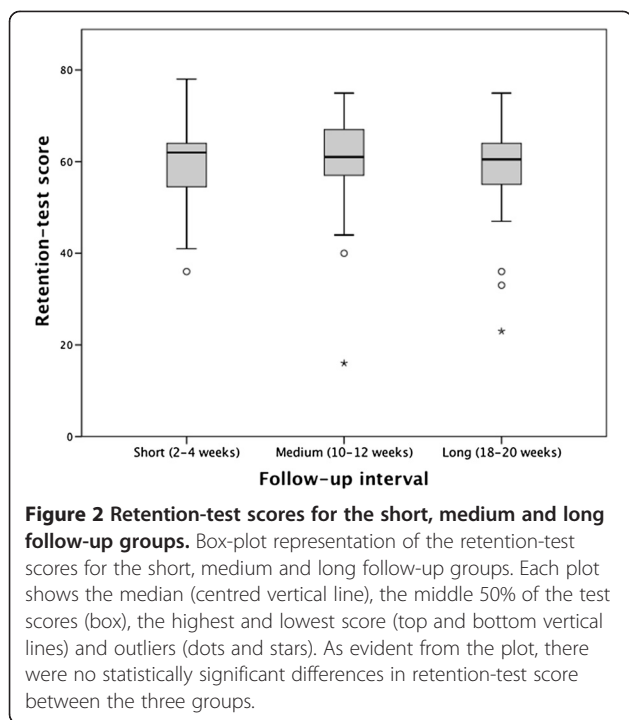 80
60
40
20
0
Retention-test score
Short (2–4 weeks) Medium (10–12 weeks) Long (18–20 weeks)
Follow-up interval
Figure 2 Retention-test scores for the short, medium and long
follow-up groups. Box-plot representation of the retention-test
scores for the short, medium and long follow-up groups. Each plot
shows the median (centred vertical line), the middle 50% of the test
scores (box), the highest and lowest score (top and bottom vertical
lines) and outliers (dots and stars). As evident from the plot, there
were no statistically significant differences in retention-test score
between the three groups.